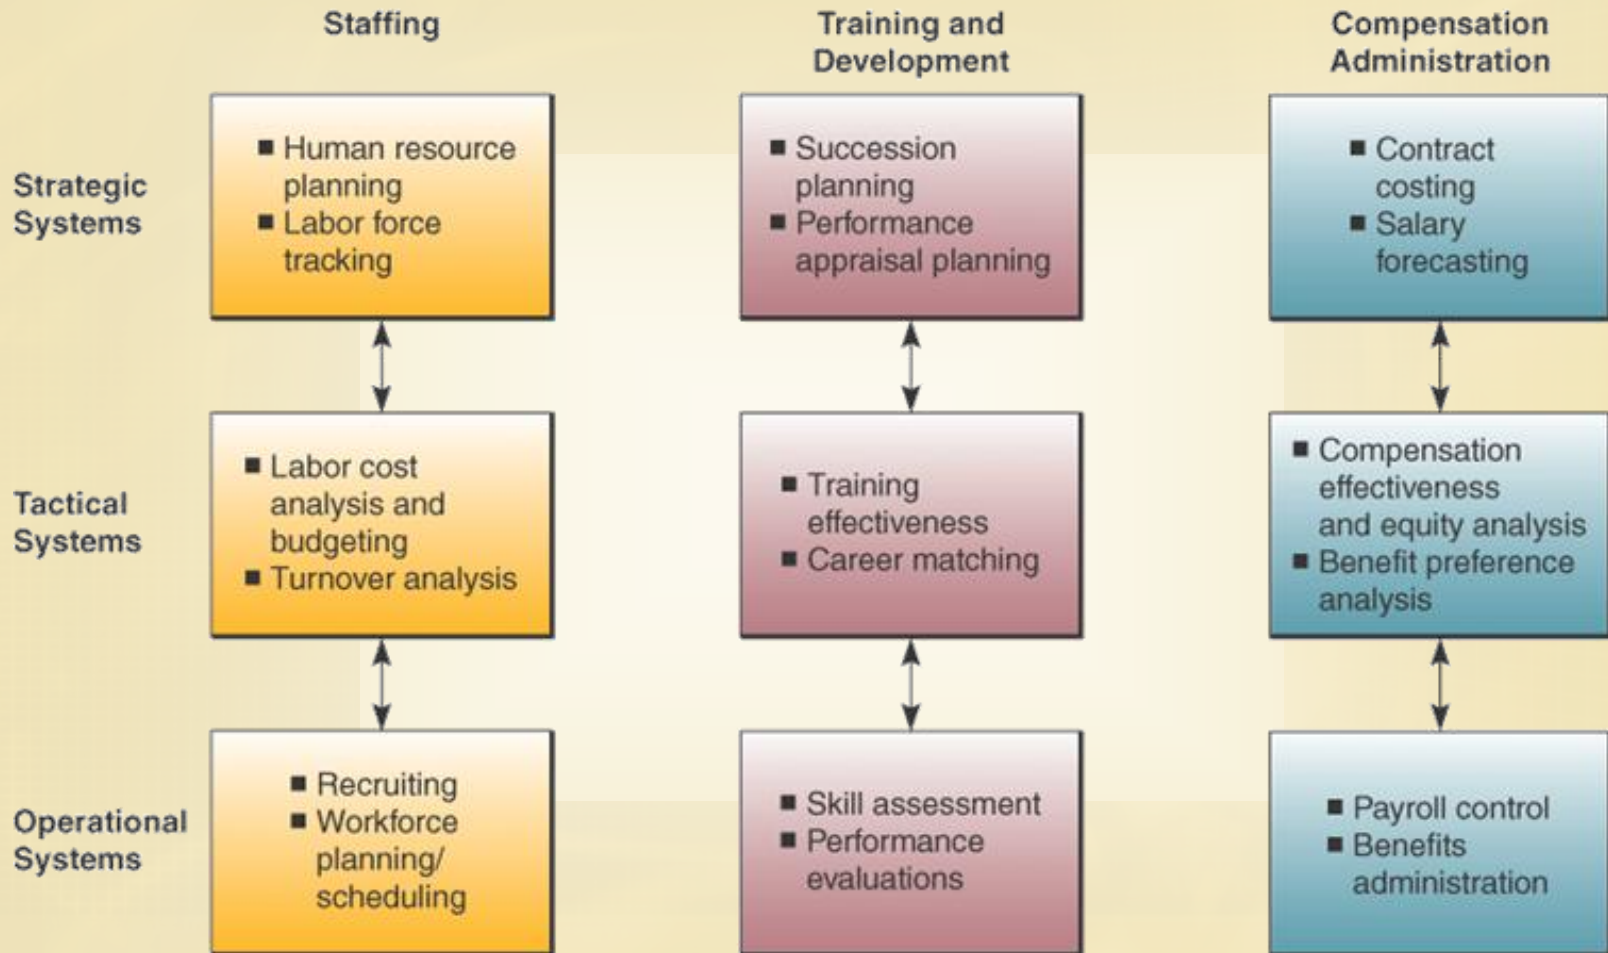 Staffing
Training and
Development
Compensation
Administration
Strategic
Systems
■ Human resource
planning
■ Labor force
tracking
■ Succession
planning
■ Performance
appraisal planning
■ Contract
costing
■ Salary
forecasting
Tactical
Systems
■ Labor cost
analysis and
budgeting
■ Turnover analysis
■ Training
effectiveness
■ Career matching
■ Compensation
effectiveness
and equity analysis
■ Benefit preference
analysis
Operational
Systems
■ Recruiting
■ Workforce
planning/
scheduling
■ Skill assessment
■ Performance
evaluations
■ Payroll control
■ Benefits
administration